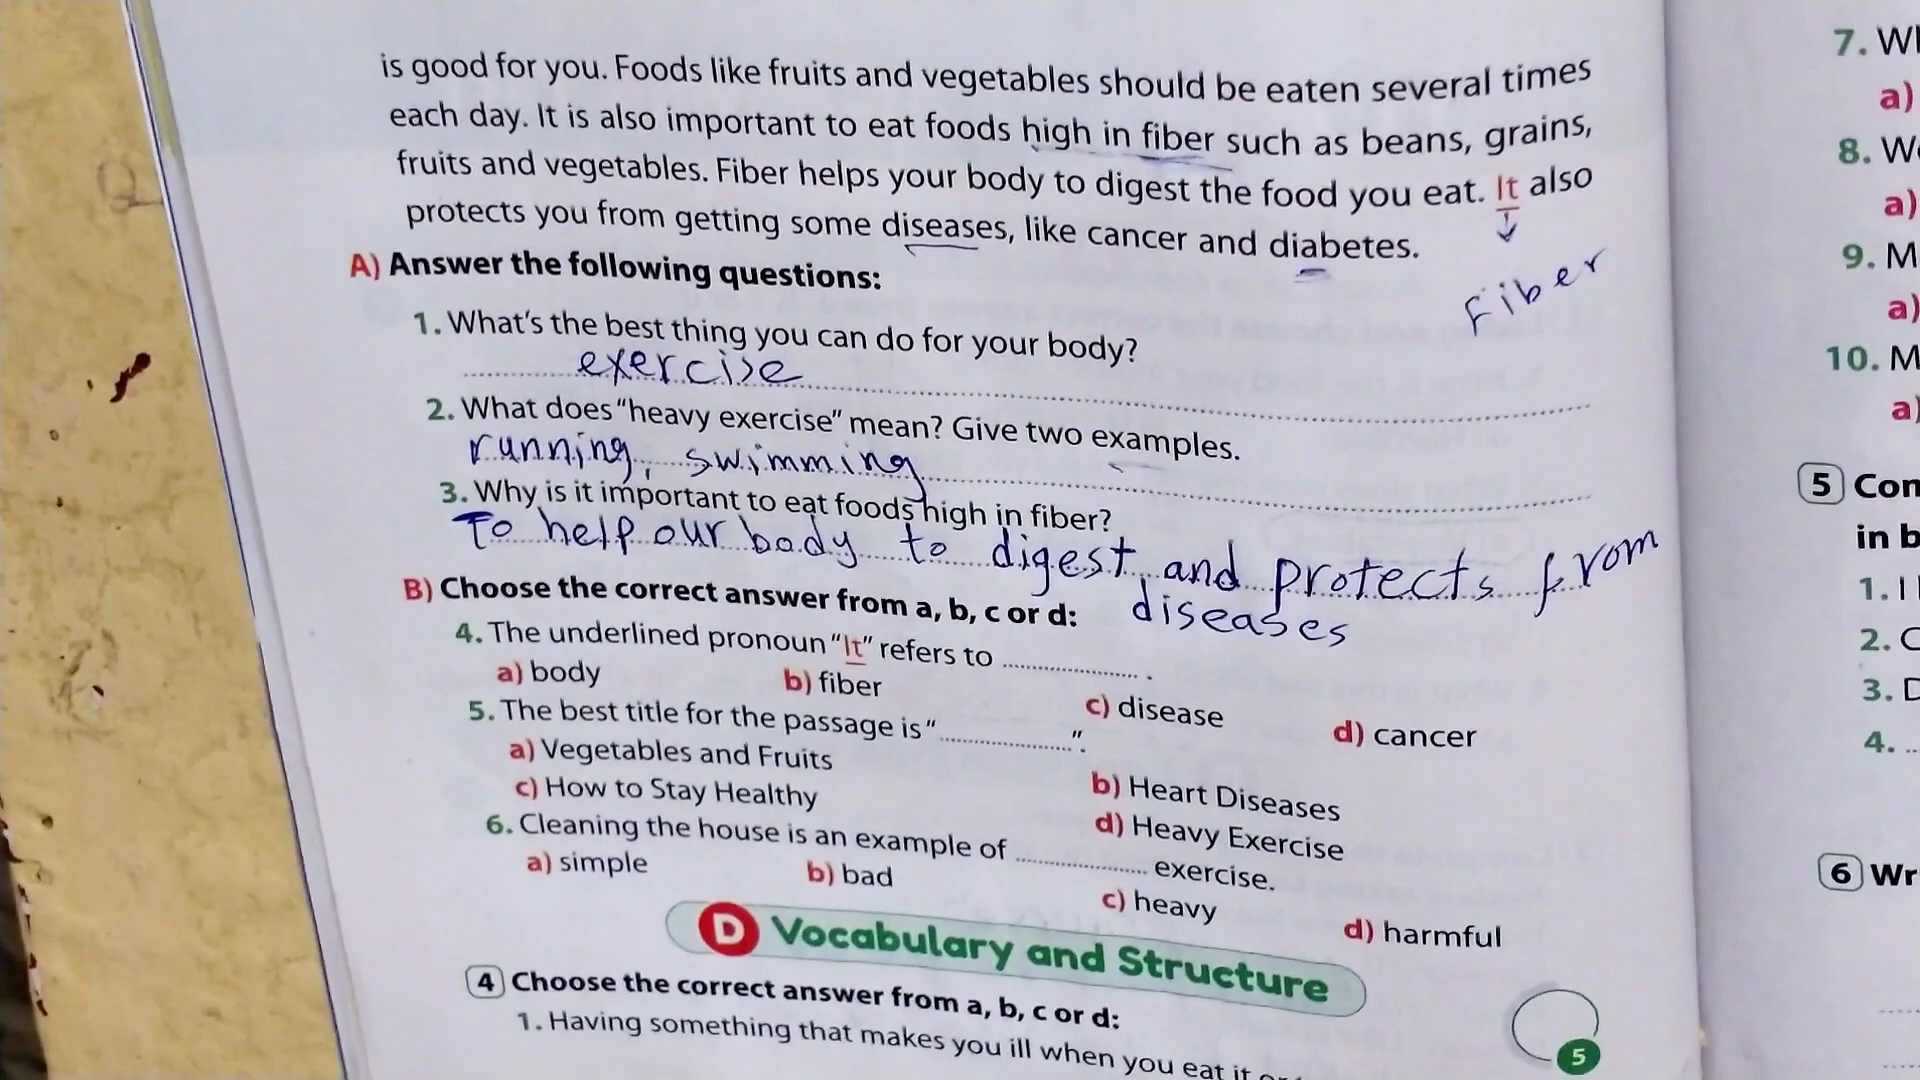 is good for you. Foods like fruits and vegetables should be eaten several times
each day. It is also important to eat foods high in fiber such as beans, grains,
fruits and vegetables. Fiber helps your body to digest the food you eat. It also
protects you from getting some diseases, like cancer and diabetes.
Fiber
A) Answer the following questions:
1. What's the best thing you can do for your body?
exercise
2. What does "heavy exercise" mean? Give two examples.
running, swimming
3. Why is it important to eat foods high in fiber?
To help our body to digest, and protects from
diseases
B) Choose the correct answer from a, b, c or d:
4. The underlined pronoun "It" refers to .................... .
a) body b) fiber c) disease d) cancer
5. The best title for the passage is "....................".
a) Vegetables and Fruits b) Heart Diseases
c) How to Stay Healthy d) Heavy Exercise
6. Cleaning the house is an example of .................... exercise.
a) simple b) bad c) heavy d) harmful
D Vocabulary and Structure
4 Choose the correct answer from a, b, c or d:
1. Having something that makes you ill when you eat it
5
7.
a)
8.
a)
9.
a)
10.
a)
5
in
1. I
2.
3.
4. ..
6